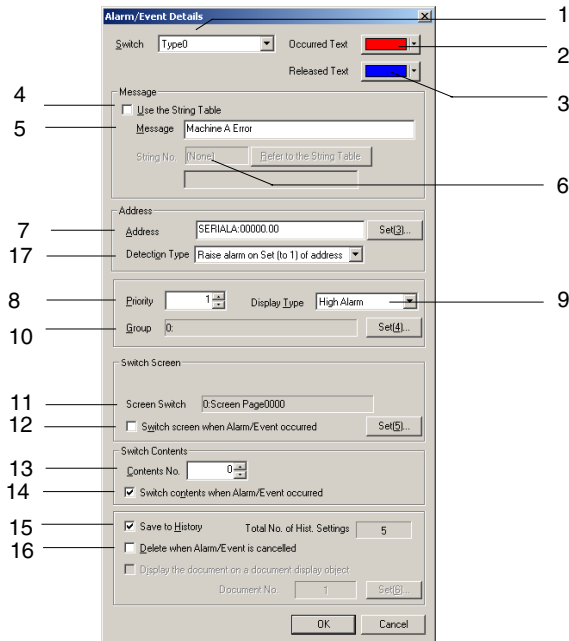 Alarm/Event Details
1
Switch Type0 Occurred Text
2
Released Text
3
4
Message
Use the String Table
5
Message Machine A Error
String No. (None) Refer to the String Table
6
Address
7
Address SERIALA:00000.00 Set(3)...
17
Detection Type Raise alarm on Set (to 1) of address
8
Priority 1 Display Type High Alarm
9
10
Group 0: Set(4)...
Switch Screen
11
Screen Switch 0:Screen Page0000
12
Switch screen when Alarm/Event occurred Set(5)...
Switch Contents
13
Contents No. 0
14
Switch contents when Alarm/Event occurred
15
Save to History Total No. of Hist. Settings 5
16
Delete when Alarm/Event is cancelled
Display the document on a document display object
Document No. 1 Set(6)...
OK Cancel